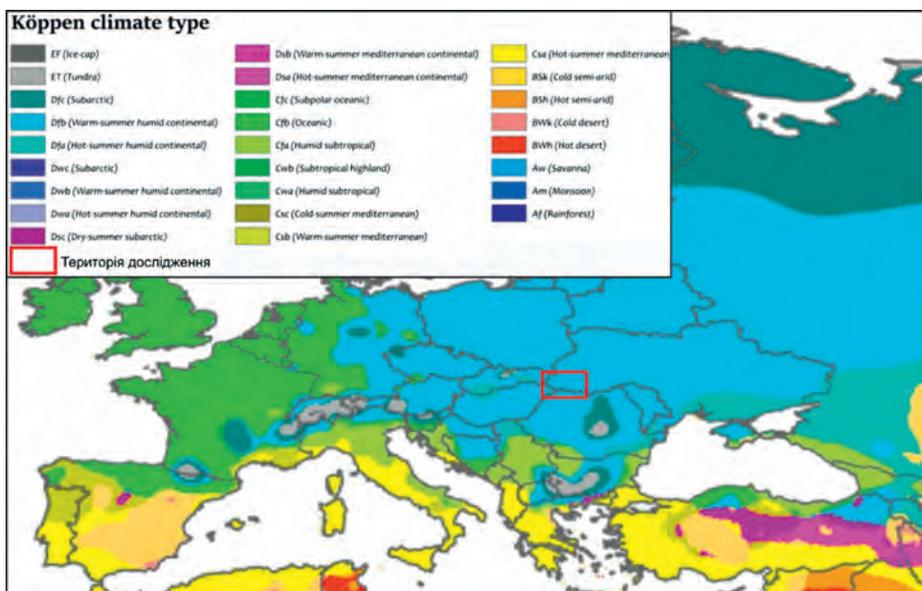 Köppen climate type
EF (Ice-cap)
ET (Tundra)
Dfc (Subarctic)
Dfb (Warm-summer humid continental)
Dfa (Hot-summer humid continental)
Dwc (Subarctic)
Dwb (Warm-summer humid continental)
Dwa (Hot-summer humid continental)
Dsc (Dry-summer subarctic)
Територія дослідження
Dsb (Warm-summer mediterranean continental)
Dsa (Hot-summer mediterranean continental)
Cfc (Subpolar oceanic)
Cfb (Oceanic)
Cfa (Humid subtropical)
Cwb (Subtropical highland)
Cwa (Humid subtropical)
Csc (Cold-summer mediterranean)
Csb (Warm-summer mediterranean)
Csa (Hot-summer mediterranean
BSk (Cold semi-arid)
BSh (Hot semi-arid)
BWk (Cold desert)
BWh (Hot desert)
Aw (Savanna)
Am (Monsoon)
Af (Rainforest)